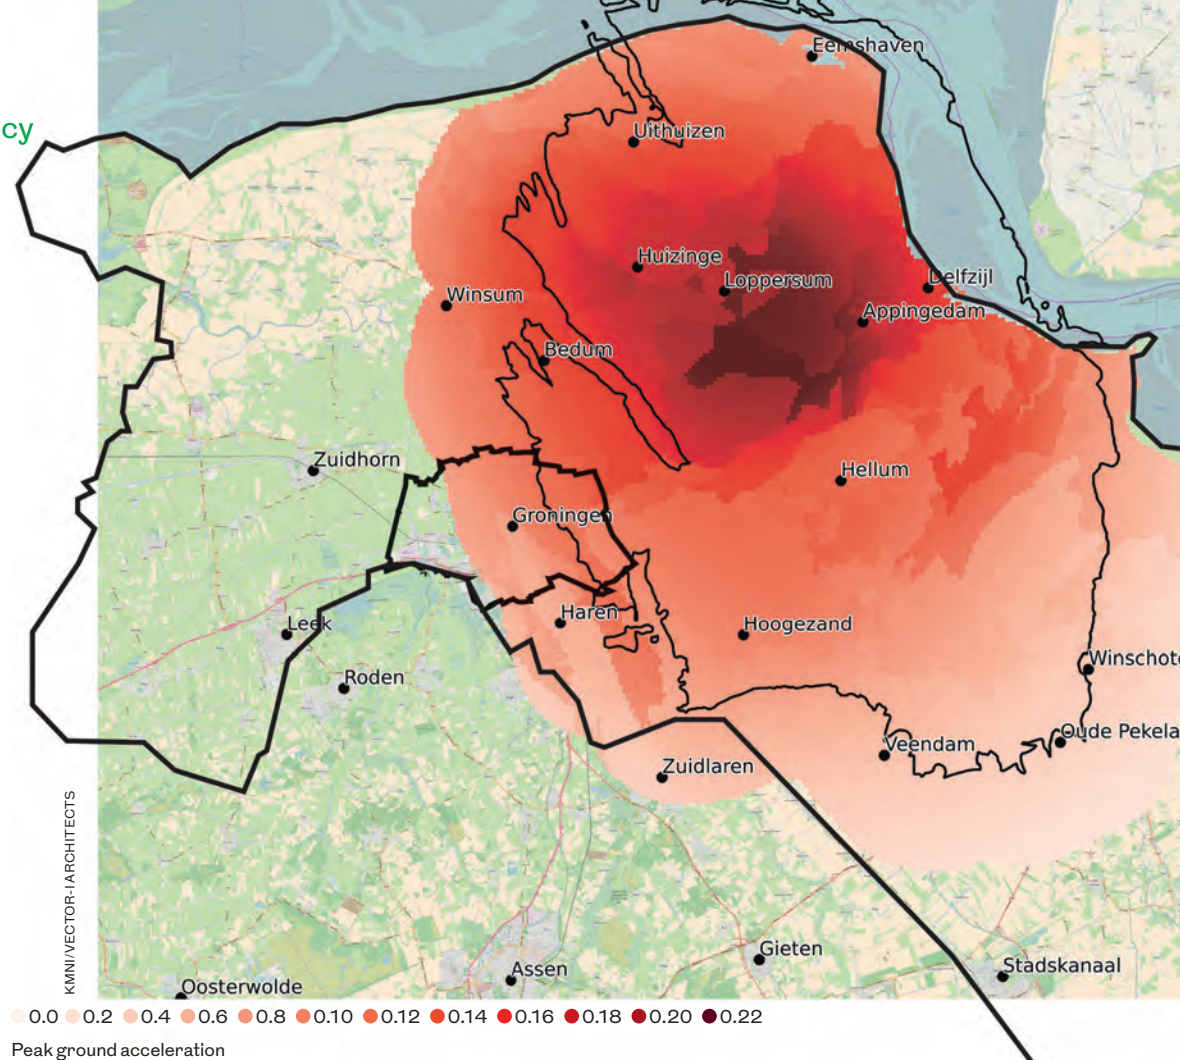 cy
Eemshaven
Uithuizen
Huizinge
Loppersum
Delfzijl
Winsum
Appingedam
Bedum
Zuidhorn
Hellum
Groningen
Haren
Leek
Hoogezand
Winschote
Roden
Oude Pekela
Veendam
Zuidlaren
Gieten
Assen
Stadskanaal
Oosterwolde
KMNI/VECTOR-I ARCHITECTS
0.0 0.2 0.4 0.6 0.8 0.10 0.12 0.14 0.16 0.18 0.20 0.22
Peak ground acceleration